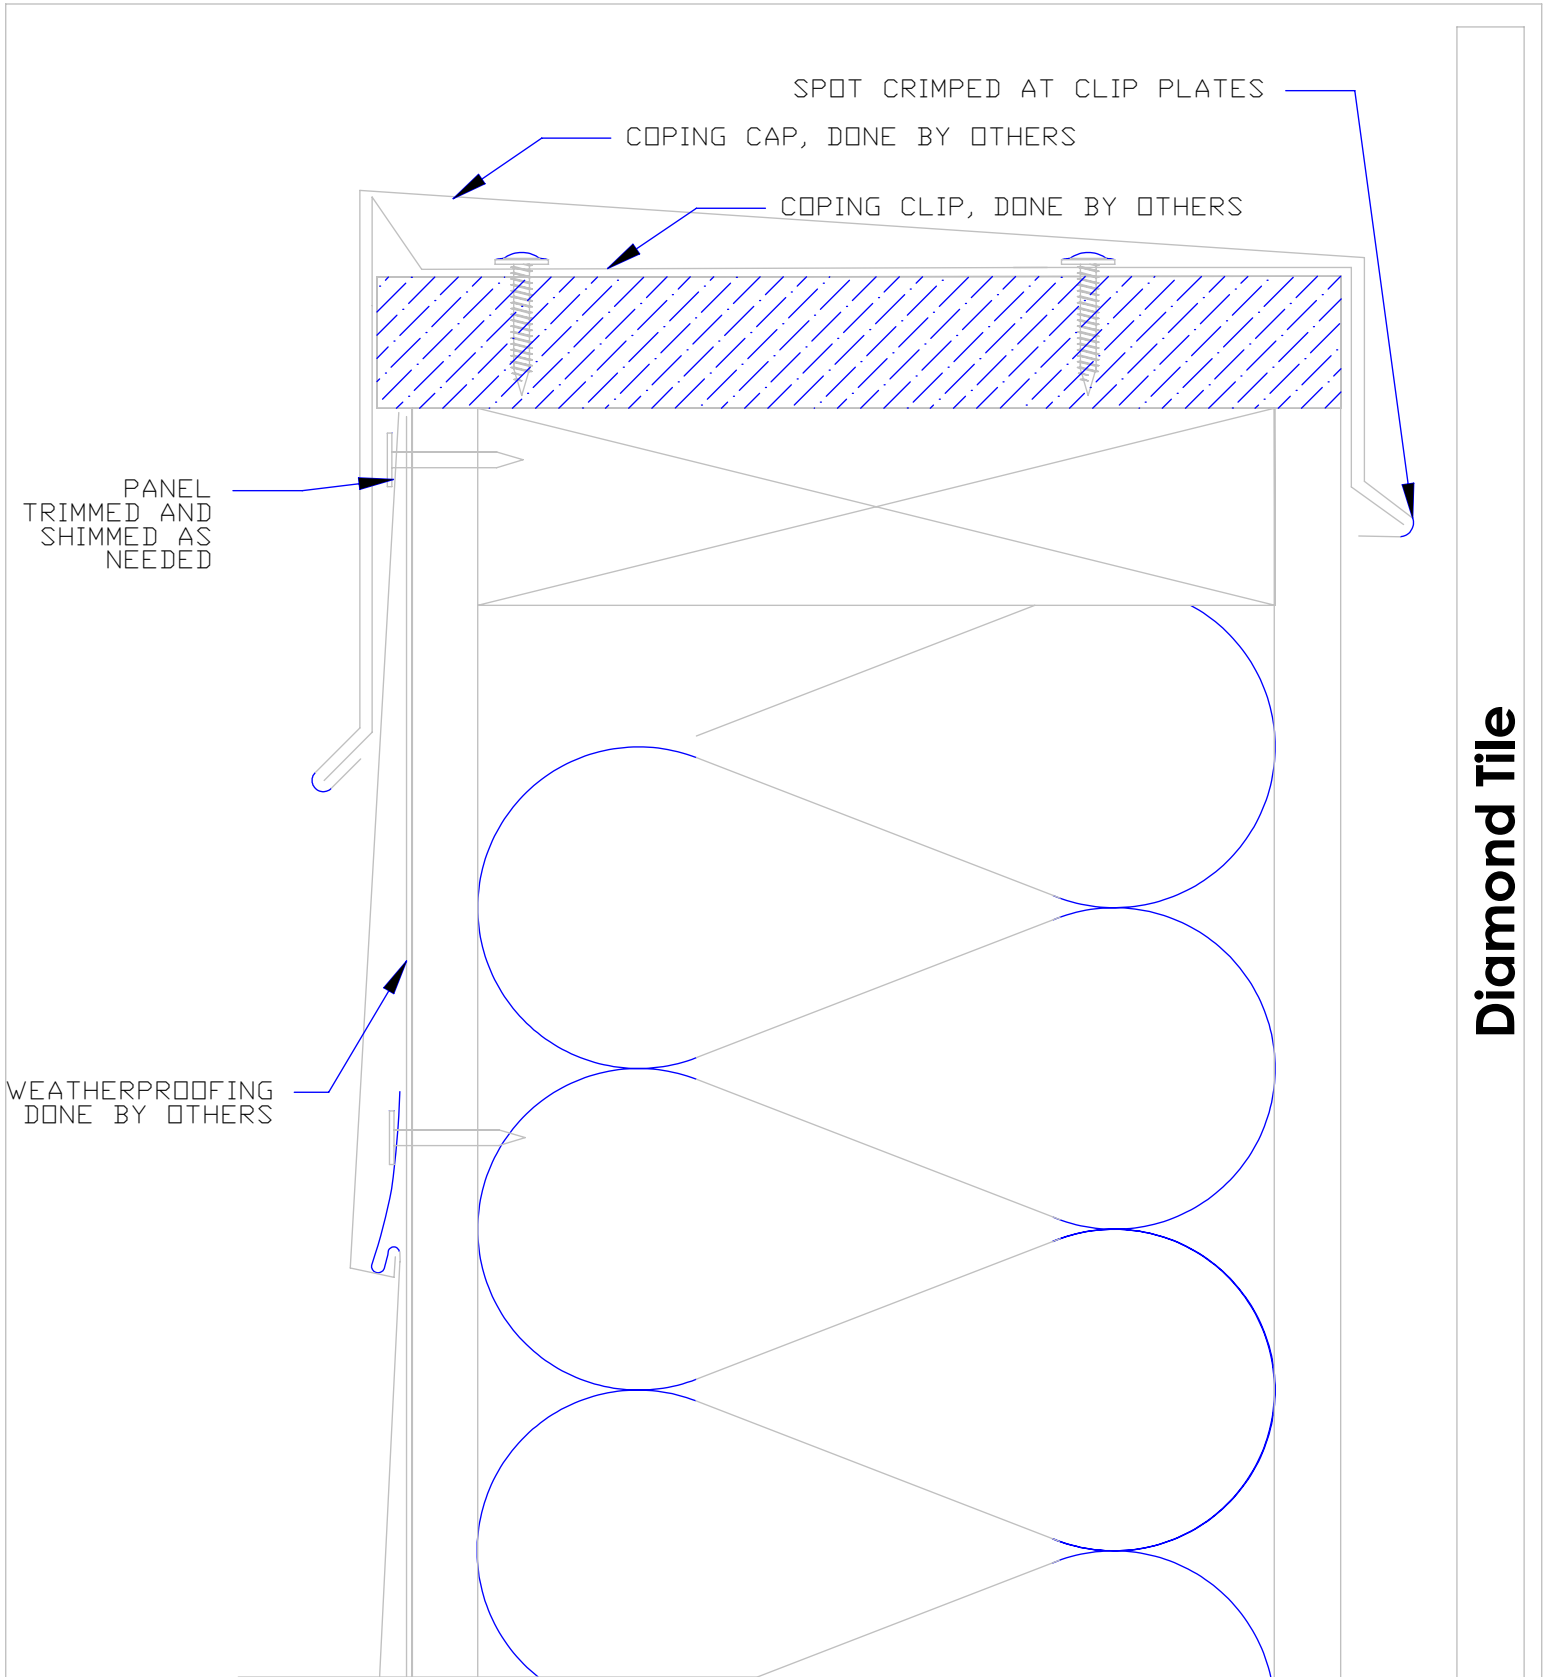 SPOT CRIMPED AT CLIP PLATES
COPING CAP, DONE BY OTHERS
COPING CLIP, DONE BY OTHERS
PANEL
TRIMMED AND
SHIMMED AS
NEEDED
WEATHERPROOFING
DONE BY OTHERS
Diamond Tile